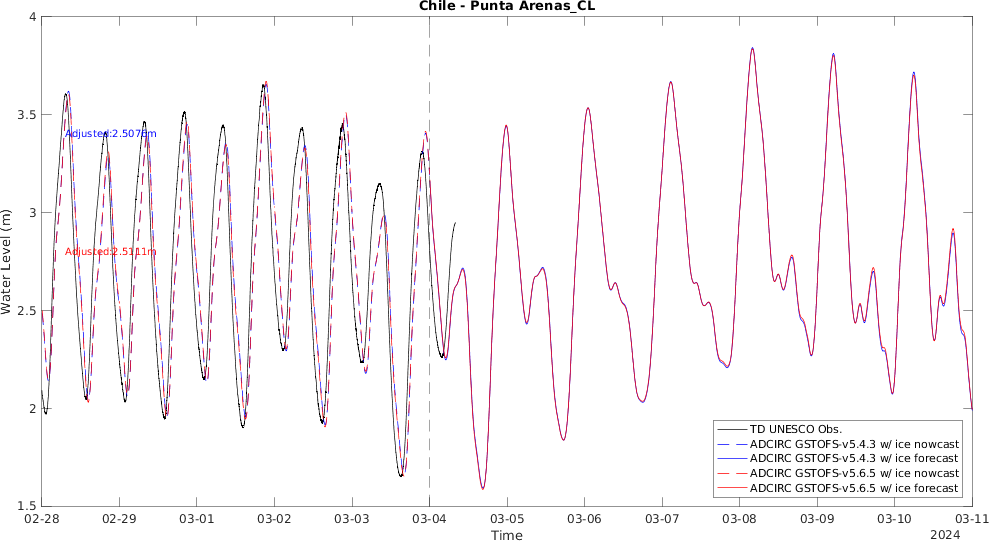 Chile - Punta Arenas_CL
4
3.5
3
2.5
2
1.5
Water Level (m)
Adjusted:2.5076m
Adjusted:2.5111m
TD UNESCO Obs.
ADCIRC GSTOFS-v5.4.3 w/ ice nowcast
ADCIRC GSTOFS-v5.4.3 w/ ice forecast
ADCIRC GSTOFS-v5.6.5 w/ ice nowcast
ADCIRC GSTOFS-v5.6.5 w/ ice forecast
02-28 02-29 03-01 03-02 03-03 03-04 03-05 03-06 03-07 03-08 03-09 03-10 03-11
Time
2024